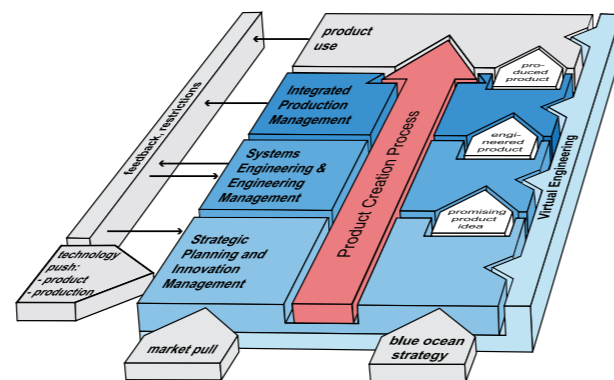 product
use
pro-
duced
product
Integrated
Production
Management
feedback, restrictions
engi-
neered
product
Systems
Engineering &
Engineering
Management
Product Creation Process
Virtual Engineering
promising
product
idea
Strategic
Planning and
Innovation
Management
technology
push:
- product
- production
market pull
blue ocean
strategy